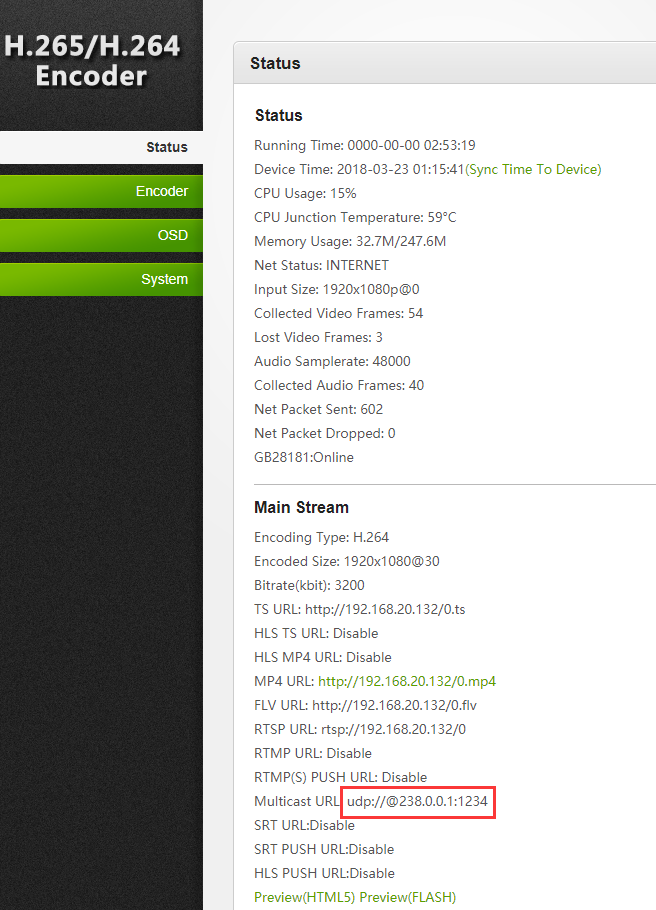 H.265/H.264
Encoder
Status
Encoder
OSD
System
Status
Status
Running Time: 0000-00-00 02:53:19
Device Time: 2018-03-23 01:15:41(Sync Time To Device)
CPU Usage: 15%
CPU Junction Temperature: 59°C
Memory Usage: 32.7M/247.6M
Net Status: INTERNET
Input Size: 1920x1080p@0
Collected Video Frames: 54
Lost Video Frames: 3
Audio Samplerate: 48000
Collected Audio Frames: 40
Net Packet Sent: 602
Net Packet Dropped: 0
GB28181:Online
Main Stream
Encoding Type: H.264
Encoded Size: 1920x1080@30
Bitrate(kbit): 3200
TS URL: http://192.168.20.132/0.ts
HLS TS URL: Disable
HLS MP4 URL: Disable
MP4 URL: http://192.168.20.132/0.mp4
FLV URL: http://192.168.20.132/0.flv
RTSP URL: rtsp://192.168.20.132/0
RTMP URL: Disable
RTMP(S) PUSH URL: Disable
Multicast URL: udp://@238.0.0.1:1234
SRT URL:Disable
SRT PUSH URL:Disable
HLS PUSH URL:Disable
Preview(HTML5) Preview(FLASH)